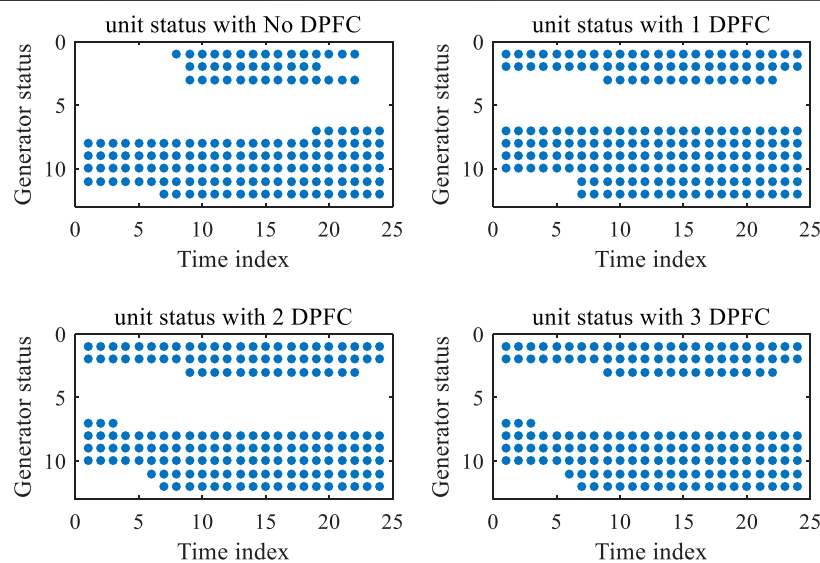 unit status with No DPFC
0
5
10
Generator status
0 5 10 15 20 25
Time index
unit status with 1 DPFC
0
5
10
Generator status
0 5 10 15 20 25
Time index
unit status with 2 DPFC
0
5
10
Generator status
0 5 10 15 20 25
Time index
unit status with 3 DPFC
0
5
10
Generator status
0 5 10 15 20 25
Time index